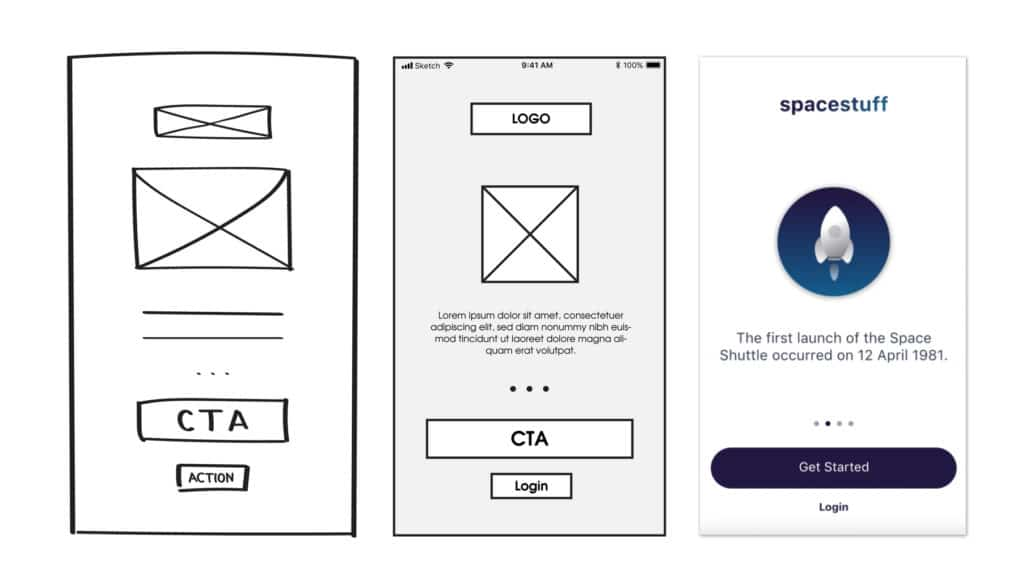 CTA
ACTION
Sketch 9:41 AM 100%
LOGO
Lorem ipsum dolor sit amet, consectetuer
adipiscing elit, sed diam nonummy nibh euis-
mod tincidunt ut laoreet dolore magna ali-
quam erat volutpat.
CTA
Login
spacestuff
The first launch of the Space
Shuttle occurred on 12 April 1981.
Get Started
Login